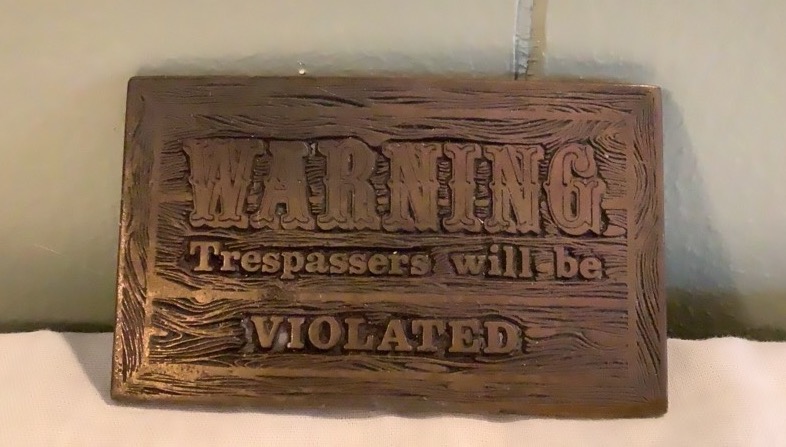 WARNING
Trespassers will be
VIOLATED